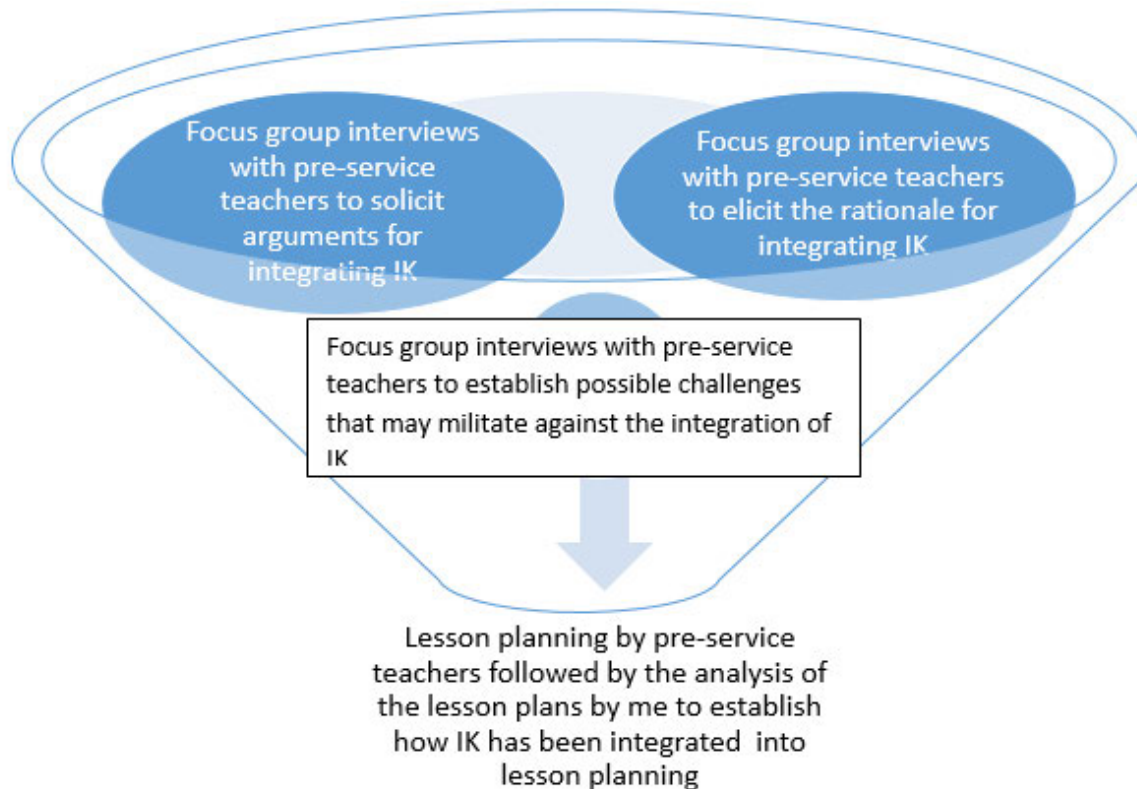 Focus group interviews
with pre-service
teachers to solicit
arguments for
integrating IK
Focus group interviews
with pre-service teachers
to elicit the rationale for
integrating IK
Focus group interviews with pre-service
teachers to establish possible challenges
that may militate against the integration of
IK
Lesson planning by pre-service
teachers followed by the analysis of
the lesson plans by me to establish
how IK has been integrated  into
lesson planning